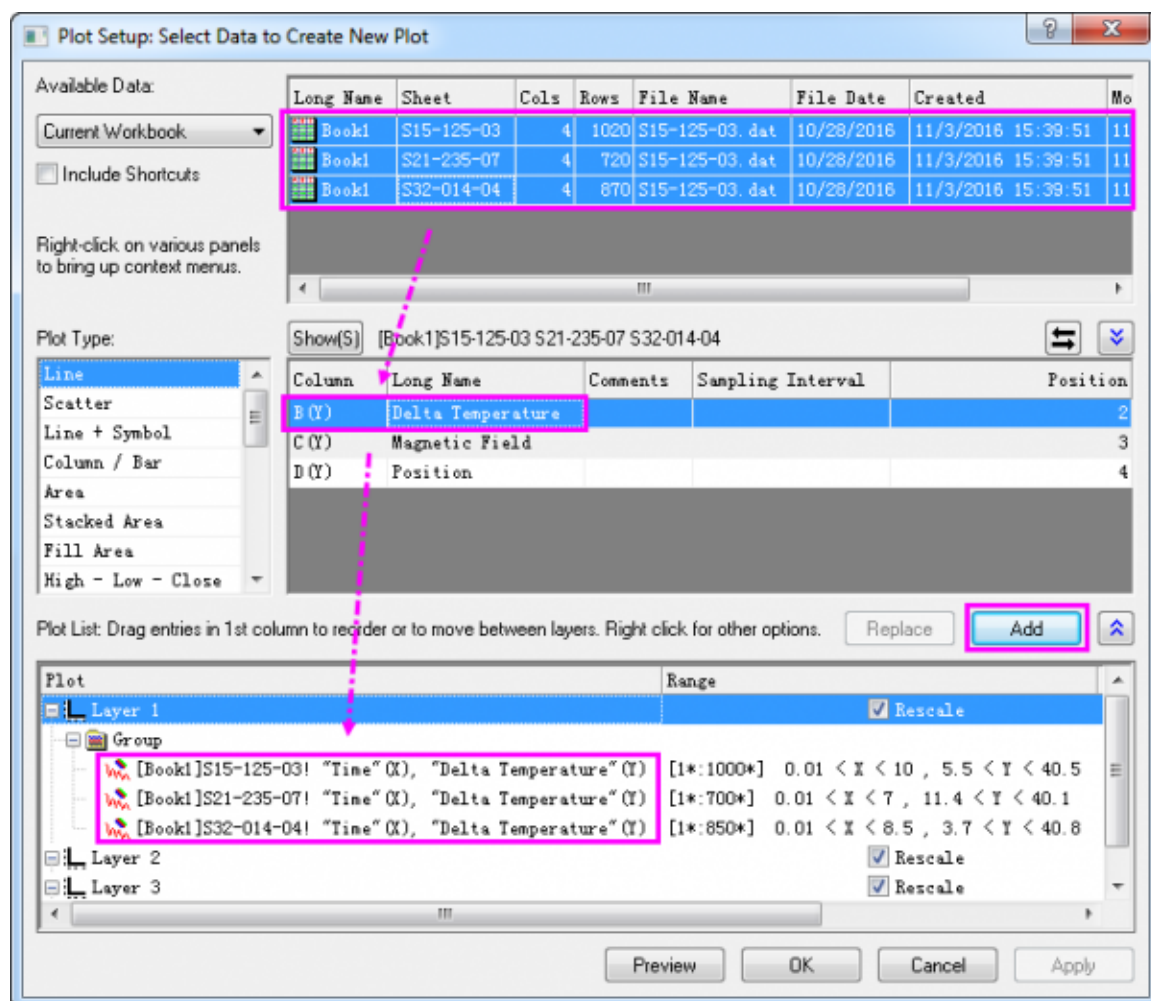 Plot Setup: Select Data to Create New Plot
Available Data:
Current Workbook
Include Shortcuts
Right-click on various panels
to bring up context menus.
Long Name Sheet Cols Rows File Name File Date Created Mo
Book1 S15-125-03 4 1020 S15-125-03.dat 10/28/2016 11/3/2016 15:39:51 11
Book1 S21-235-07 4 720 S15-125-03.dat 10/28/2016 11/3/2016 15:39:51 11
Book1 S32-014-04 4 870 S15-125-03.dat 10/28/2016 11/3/2016 15:39:51 11
Plot Type:
Line
Scatter
Line + Symbol
Column / Bar
Area
Stacked Area
Fill Area
High - Low - Close
Show(S) [Book1]S15-125-03 S21-235-07 S32-014-04
Column Long Name Comments Sampling Interval Position
B(Y) Delta Temperature 2
C(Y) Magnetic Field 3
D(Y) Position 4
Plot List: Drag entries in 1st column to reorder or to move between layers. Right click for other options.
Replace
Add
Plot Range
Layer 1 Rescale
Group
[Book1]S15-125-03! "Time"(X), "Delta Temperature"(Y) [1*:1000*] 0.01 < X < 10 , 5.5 < Y < 40.5
[Book1]S21-235-07! "Time"(X), "Delta Temperature"(Y) [1*:700*] 0.01 < X < 7 , 11.4 < Y < 40.1
[Book1]S32-014-04! "Time"(X), "Delta Temperature"(Y) [1*:850*] 0.01 < X < 8.5 , 3.7 < Y < 40.8
Layer 2 Rescale
Layer 3 Rescale
Preview OK Cancel Apply